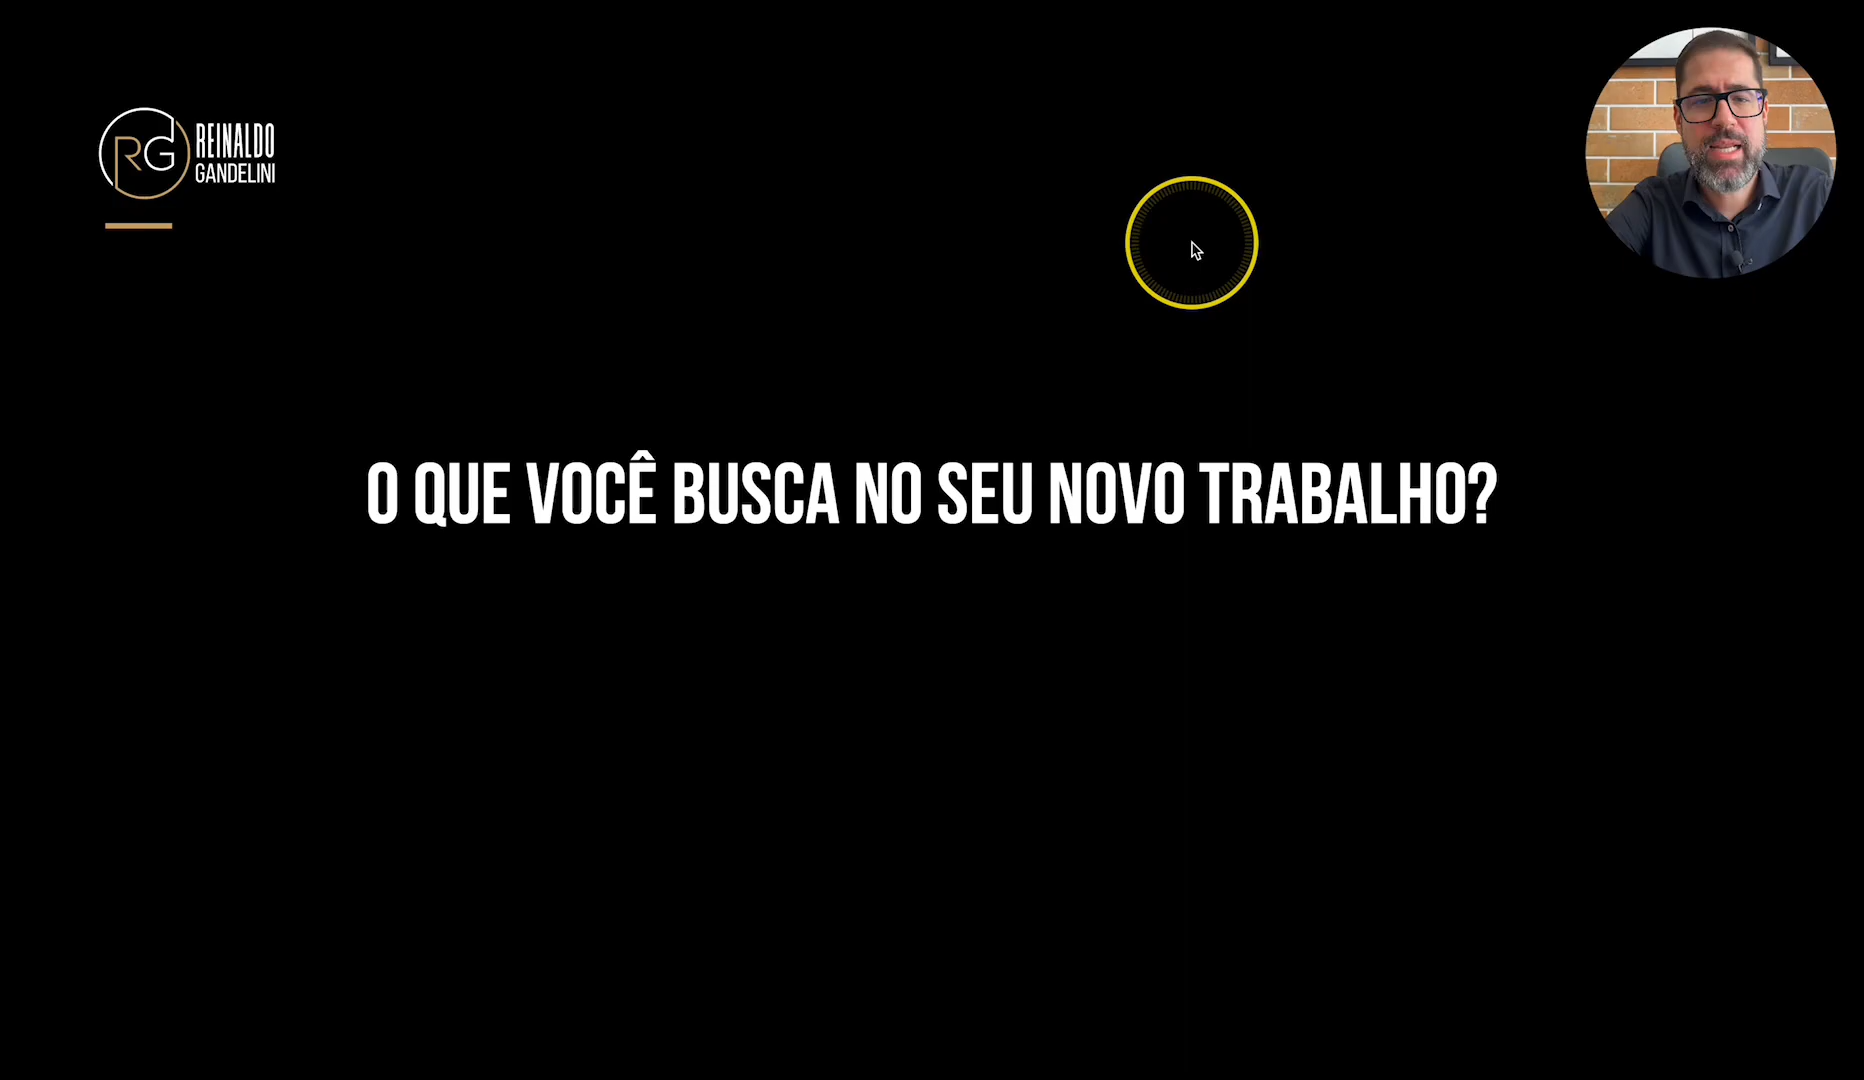 RG
REINALDO
GANDELINI
O QUE VOCÊ BUSCA NO SEU NOVO TRABALHO?